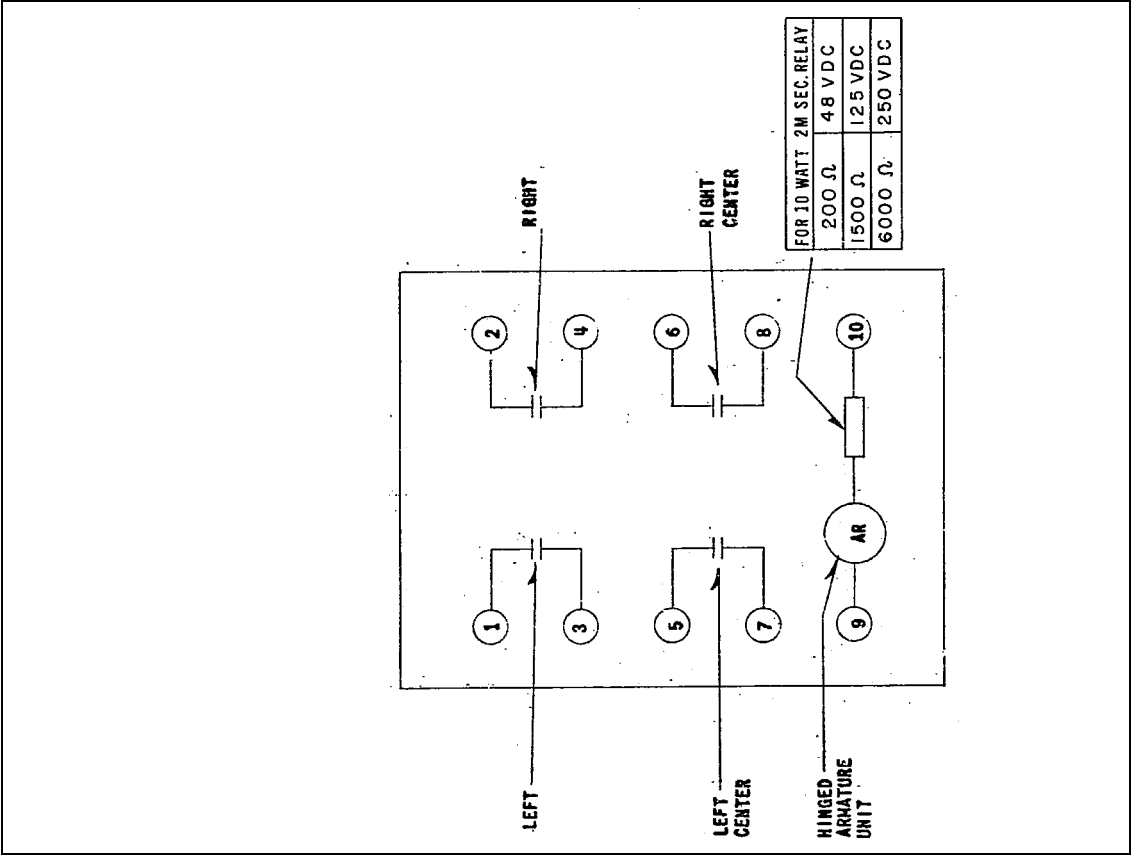 1
2
LEFT
RIGHT
3
4
5
6
LEFT
CENTER
RIGHT
CENTER
7
8
FOR 10 WATT 2M SEC.RELAY
200 Ω 48 VDC
1500 Ω 125 VDC
6000 Ω 250 VDC
HINGED
ARMATURE
UNIT
9
AR
10